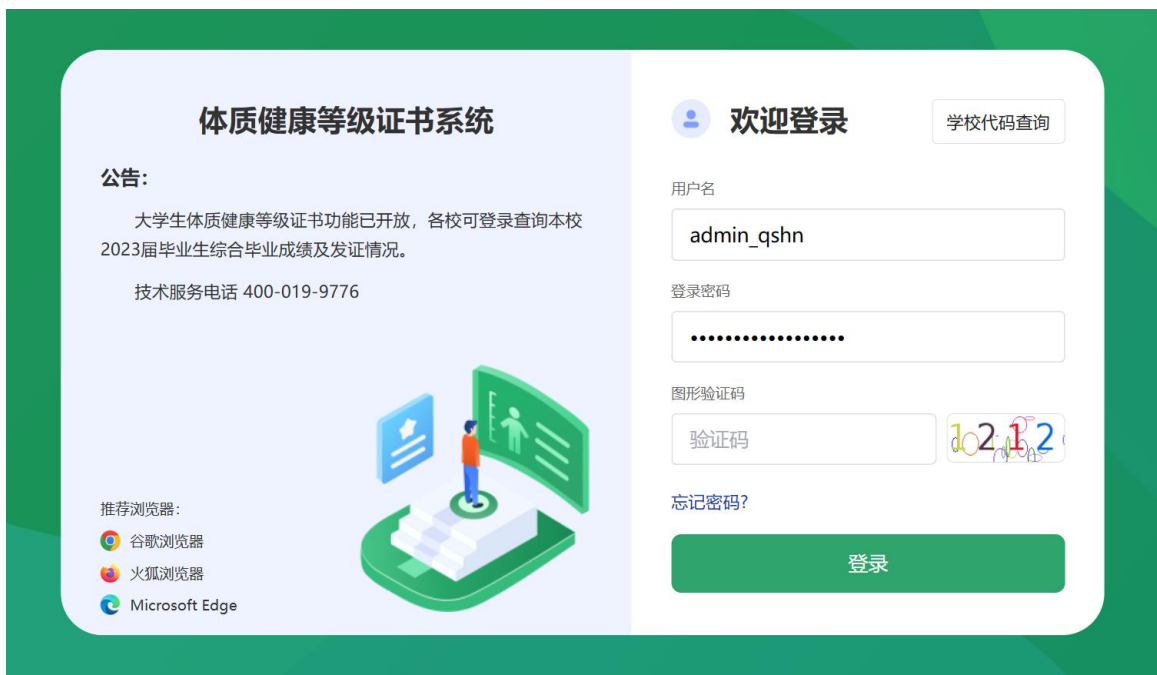 体质健康等级证书系统
公告：
大学生体质健康等级证书功能已开放，各校可登录查询本校
2023届毕业生综合毕业成绩及发证情况。
技术服务电话 400-019-9776
推荐浏览器：
谷歌浏览器
火狐浏览器
Microsoft Edge
欢迎登录
学校代码查询
用户名
admin_qshn
登录密码
••••••••••••••••••
图形验证码
验证码
1212
忘记密码?
登录